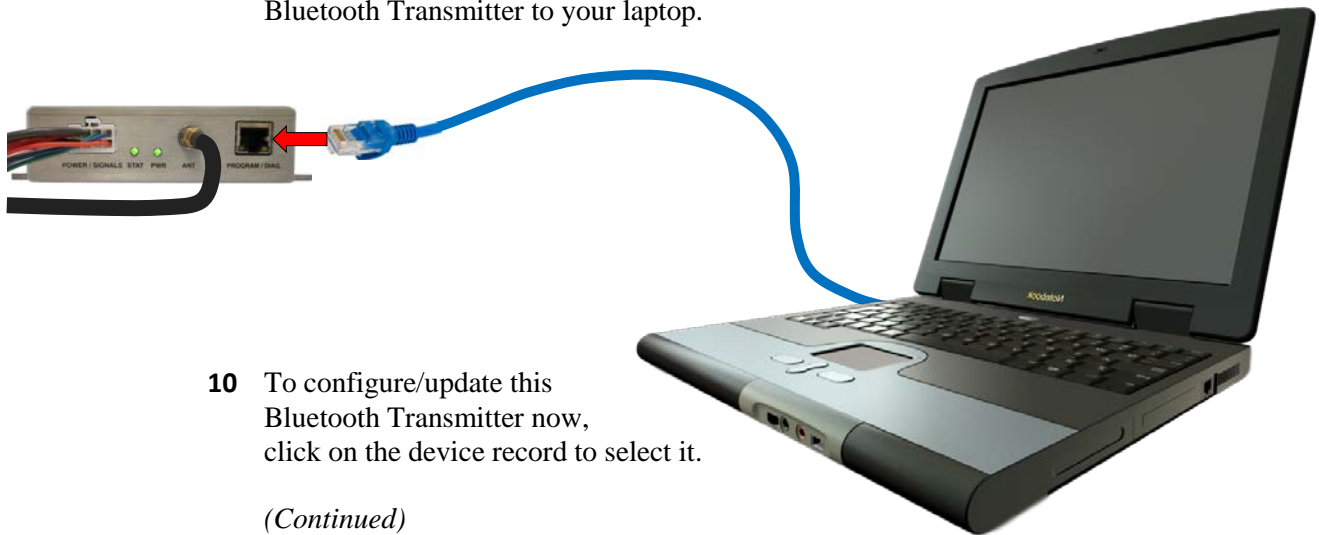 Bluetooth Transmitter to your laptop.
POWER / SIGNALS STAT PWR ANT PROGRAM / DIAG.
Notebook
10 To configure/update this
Bluetooth Transmitter now,
click on the device record to select it.
(Continued)